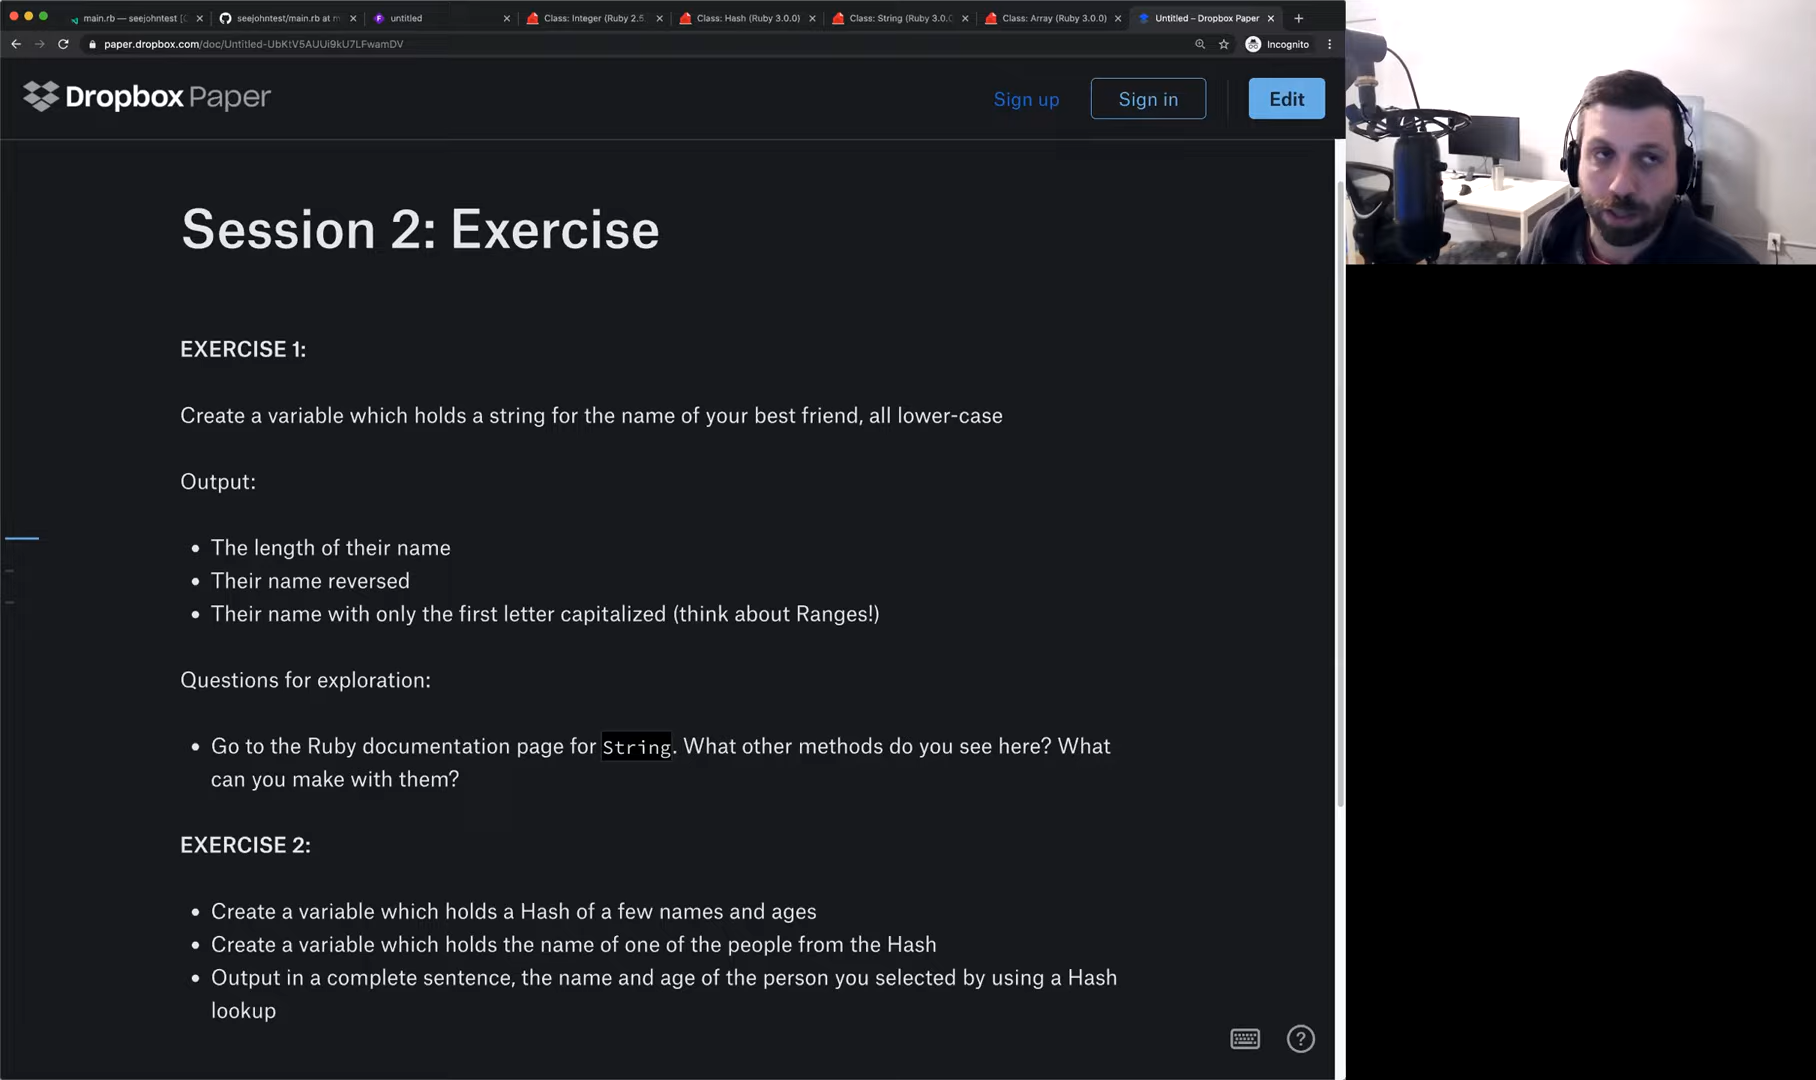 main.rb — seejohntest [
seejohntest/main.rb at m
untitled
Class: Integer (Ruby 2.5
Class: Hash (Ruby 3.0.0)
Class: String (Ruby 3.0.
Class: Array (Ruby 3.0.0)
Untitled – Dropbox Paper
paper.dropbox.com/doc/Untitled-UbKtV5AUUi9kU7LFwamDV
Incognito
Dropbox Paper
Sign up
Sign in
Edit
Session 2: Exercise
EXERCISE 1:
Create a variable which holds a string for the name of your best friend, all lower-case
Output:
• The length of their name
• Their name reversed
• Their name with only the first letter capitalized (think about Ranges!)
Questions for exploration:
• Go to the Ruby documentation page for String. What other methods do you see here? What
can you make with them?
EXERCISE 2:
• Create a variable which holds a Hash of a few names and ages
• Create a variable which holds the name of one of the people from the Hash
• Output in a complete sentence, the name and age of the person you selected by using a Hash
lookup